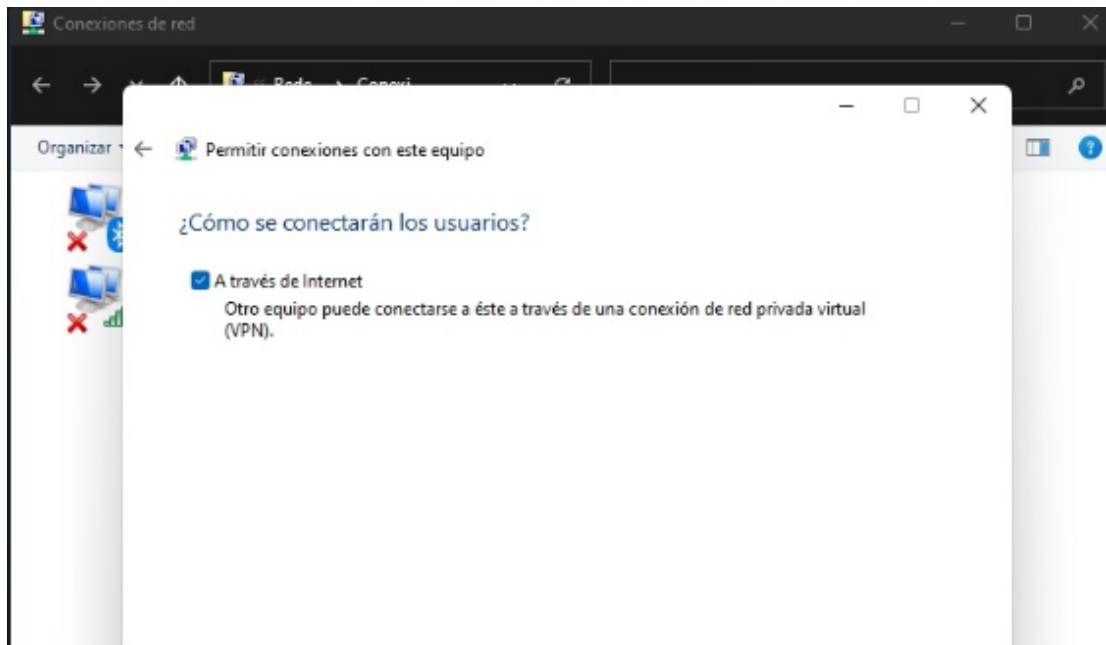 Conexiones de red
Organizar
Permitir conexiones con este equipo
¿Cómo se conectarán los usuarios?
A través de Internet
Otro equipo puede conectarse a éste a través de una conexión de red privada virtual
(VPN).